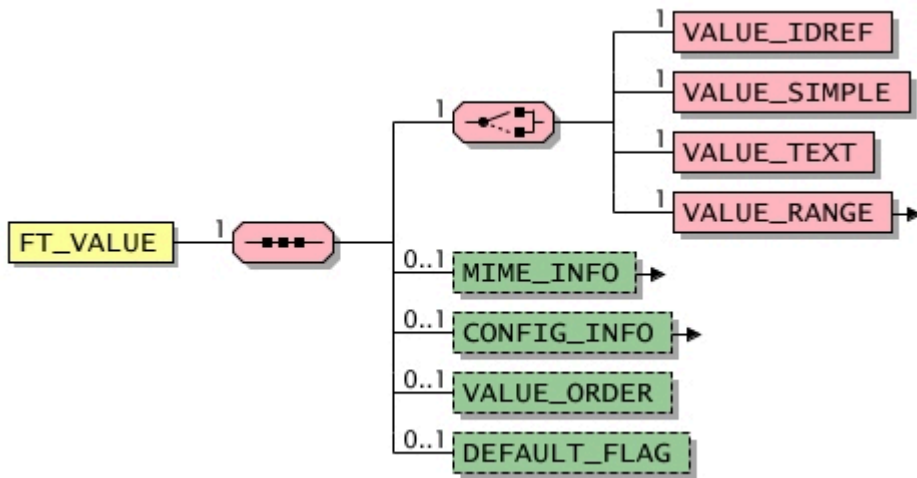 1 VALUE_IDREF
1 VALUE_SIMPLE
1
1 VALUE_TEXT
1 VALUE_RANGE
FT_VALUE 1
0..1 MIME_INFO
0..1 CONFIG_INFO
0..1 VALUE_ORDER
0..1 DEFAULT_FLAG